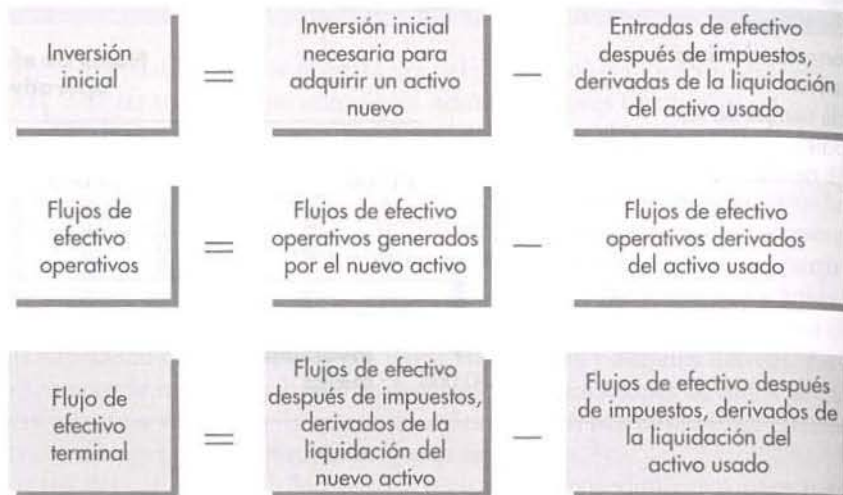 Inversión
inicial
=
Inversión inicial
necesaria para
adquirir un activo
nuevo
—
Entradas de efectivo
después de impuestos,
derivadas de la liquidación
del activo usado
Flujos de
efectivo
operativos
=
Flujos de efectivo
operativos generados
por el nuevo activo
—
Flujos de efectivo
operativos derivados
del activo usado
Flujo de
efectivo
terminal
=
Flujos de efectivo
después de impuestos,
derivados de la
liquidación del
nuevo activo
—
Flujos de efectivo después
de impuestos, derivados de
la liquidación del
activo usado